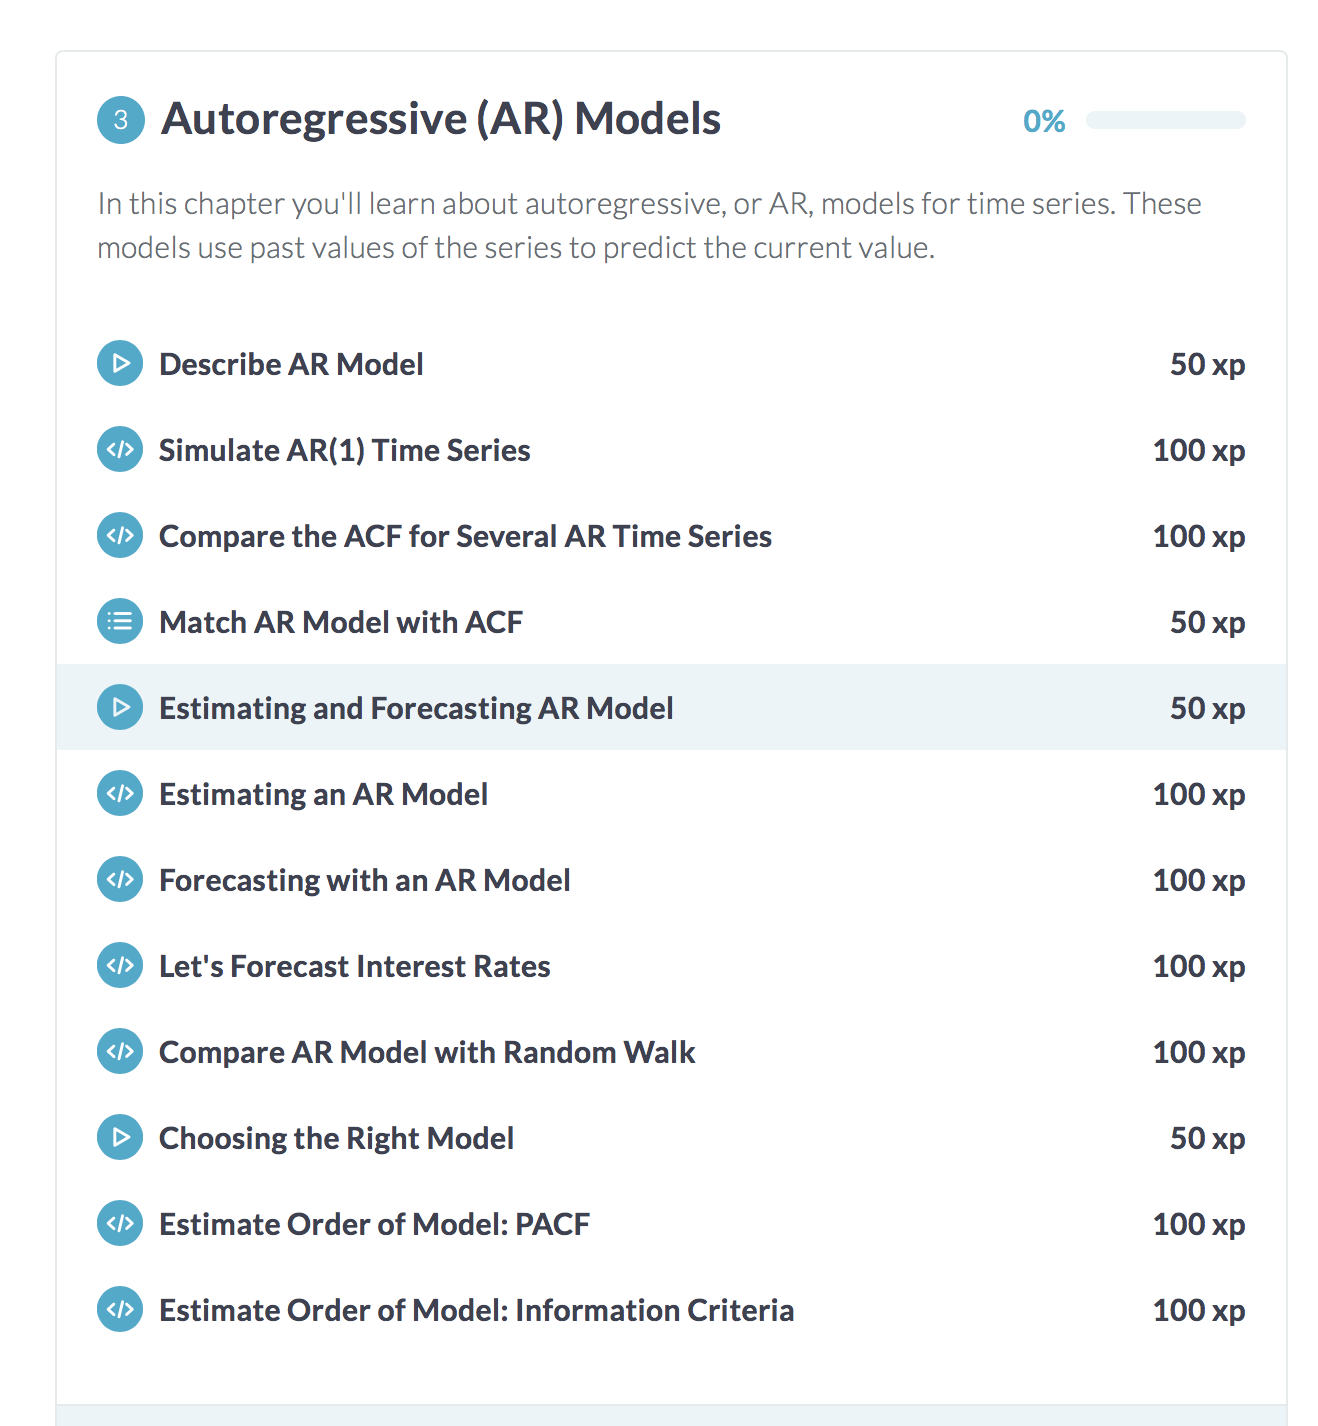 3 Autoregressive (AR) Models 0%
In this chapter you'll learn about autoregressive, or AR, models for time series. These
models use past values of the series to predict the current value.
Describe AR Model 50 xp
</> Simulate AR(1) Time Series 100 xp
</> Compare the ACF for Several AR Time Series 100 xp
Match AR Model with ACF 50 xp
Estimating and Forecasting AR Model 50 xp
</> Estimating an AR Model 100 xp
</> Forecasting with an AR Model 100 xp
</> Let's Forecast Interest Rates 100 xp
</> Compare AR Model with Random Walk 100 xp
Choosing the Right Model 50 xp
</> Estimate Order of Model: PACF 100 xp
</> Estimate Order of Model: Information Criteria 100 xp